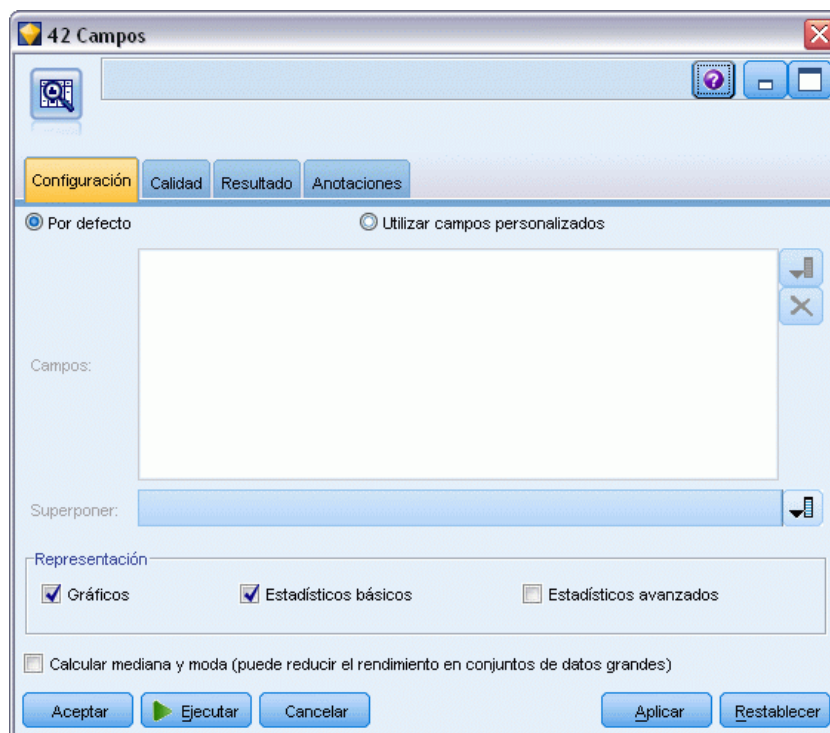 42 Campos
Configuración Calidad Resultado Anotaciones
Por defecto Utilizar campos personalizados
Campos:
Superponer:
Representación
Gráficos Estadísticos básicos Estadísticos avanzados
Calcular mediana y moda (puede reducir el rendimiento en conjuntos de datos grandes)
Aceptar Ejecutar Cancelar Aplicar Restablecer